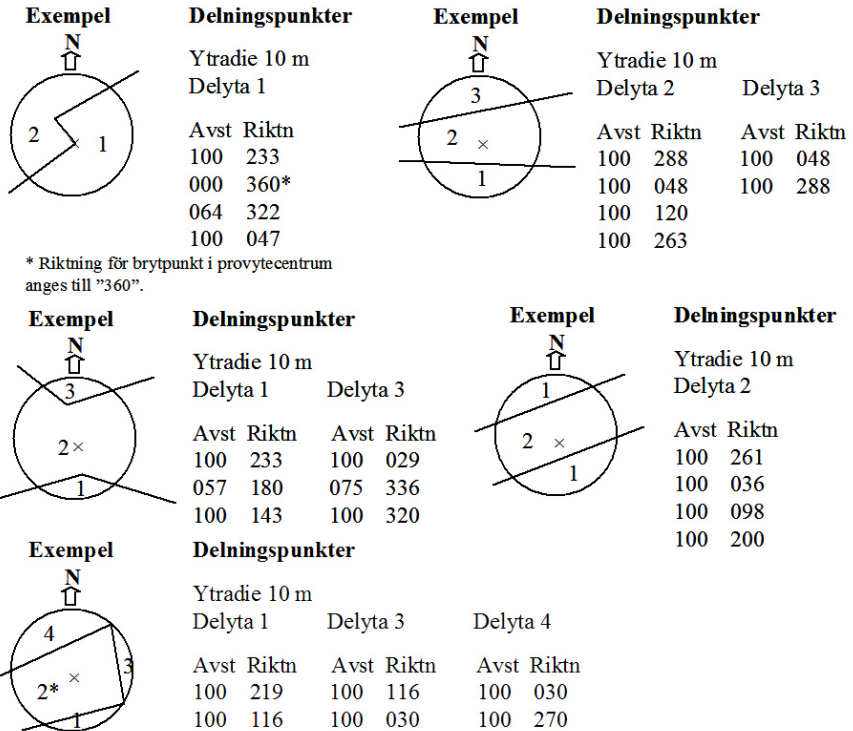 Exempel
N
2
1
Delningspunkter
Ytradie 10 m
Delyta 1
Avst Riktn
100 233
000 360*
064 322
100 047
* Riktning för brytpunkt i provytecentrum
anges till ”360”.
Exempel
N
3
2
1
Delningspunkter
Ytradie 10 m
Delyta 2 Delyta 3
Avst Riktn Avst Riktn
100 288 100 048
100 048 100 288
100 120
100 263
Exempel
N
3
2
1
Delningspunkter
Ytradie 10 m
Delyta 1 Delyta 3
Avst Riktn Avst Riktn
100 233 100 029
057 180 075 336
100 143 100 320
Exempel
N
1
2
1
Delningspunkter
Ytradie 10 m
Delyta 2
Avst Riktn
100 261
100 036
100 098
100 200
Exempel
N
4
3
2*
1
Delningspunkter
Ytradie 10 m
Delyta 1 Delyta 3 Delyta 4
Avst Riktn Avst Riktn Avst Riktn
100 219 100 116 100 030
100 116 100 030 100 270